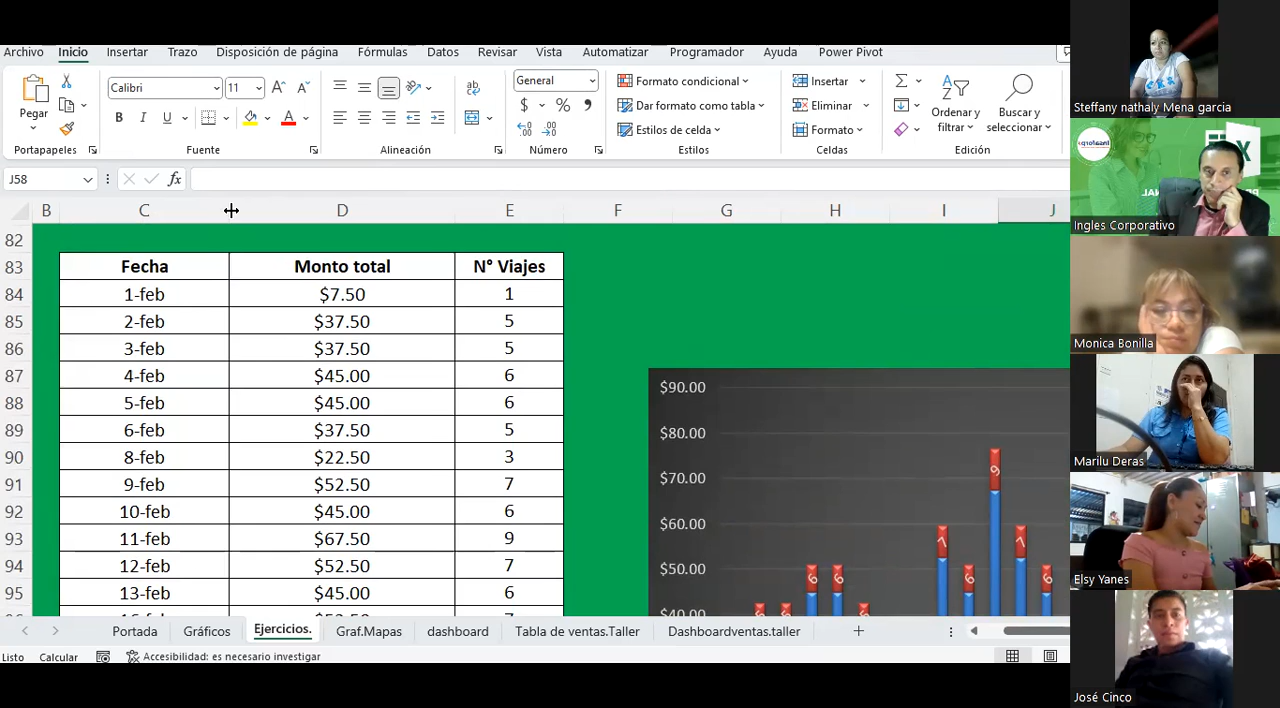 Archivo Inicio Insertar Trazo Disposición de página Fórmulas Datos Revisar Vista Automatizar Programador Ayuda Power Pivot
Pegar
Portapapeles
Calibri 11
N K S
Fuente
Alineación
General
$ % ,
Número
Formato condicional
Dar formato como tabla
Estilos de celda
Estilos
Insertar
Eliminar
Formato
Celdas
Ordenar y filtrar
Buscar y seleccionar
Edición
J58 fx
B C D E F G H I J
82
83 Fecha Monto total N° Viajes
84 1-feb $7.50 1
85 2-feb $37.50 5
86 3-feb $37.50 5
87 4-feb $45.00 6
88 5-feb $45.00 6
89 6-feb $37.50 5
90 8-feb $22.50 3
91 9-feb $52.50 7
92 10-feb $45.00 6
93 11-feb $67.50 9
94 12-feb $52.50 7
95 13-feb $45.00 6
$90.00
$80.00
$70.00
$60.00
$50.00
$40.00
6 6 7 6 9 7 6
Portada Gráficos Ejercicios. Graf.Mapas dashboard Tabla de ventas.Taller Dashboardventas.taller
Listo Calcular Accesibilidad: es necesario investigar
Steffany nathaly Mena garcia
Ingles Corporativo
Monica Bonilla
Marilu Deras
Elsy Yanes
José Cinco